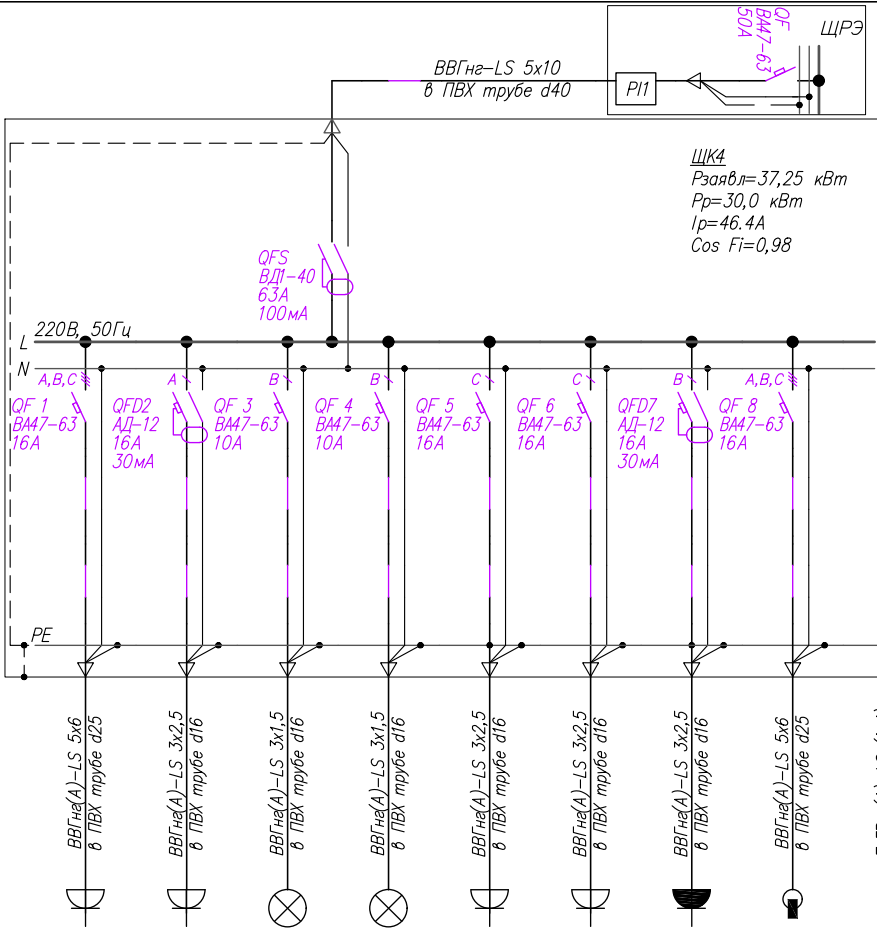 QF
ВА47-63
50А
ЩРЭ
ВВГнг-LS 5х10
в ПВХ трубе d40
PI1
ЩК4
Рзаявл=37,25 кВт
Рр=30,0 кВт
Iр=46.4А
Cos Fi=0,98
QFS
ВД1-40
63А
100мА
L 220В, 50Гц
N
A,B,C
A
B
B
C
C
B
A,B,C
QF 1
ВА47-63
16А
QFD2
АД-12
16А
30мА
QF 3
ВА47-63
10А
QF 4
ВА47-63
10А
QF 5
ВА47-63
16А
QF 6
ВА47-63
16А
QFD7
АД-12
16А
30мА
QF 8
ВА47-63
16А
PE
ВВГнг(А)-LS 5х6
в ПВХ трубе d25
ВВГнг(А)-LS 3х2,5
в ПВХ трубе d16
ВВГнг(А)-LS 3х1,5
в ПВХ трубе d16
ВВГнг(А)-LS 3х1,5
в ПВХ трубе d16
ВВГнг(А)-LS 3х2,5
в ПВХ трубе d16
ВВГнг(А)-LS 3х2,5
в ПВХ трубе d16
ВВГнг(А)-LS 3х2,5
в ПВХ трубе d16
ВВГнг(А)-LS 5х6
в ПВХ трубе d25